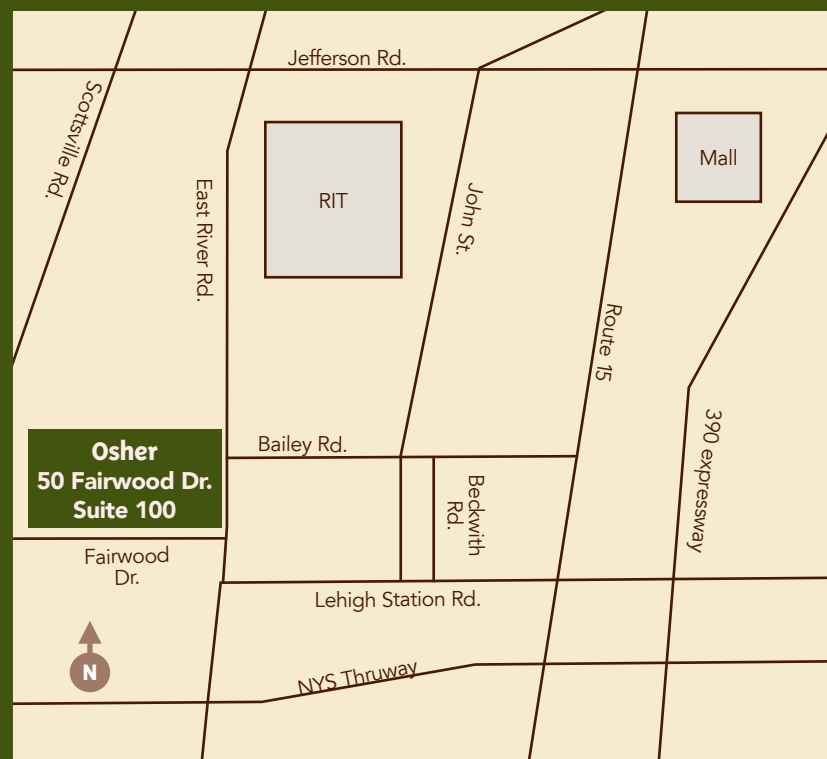 Jefferson Rd.
Scottsville Rd.
Mall
East River Rd.
RIT
John St.
Route 15
390 expressway
Osher
50 Fairwood Dr.
Suite 100
Bailey Rd.
Beckwith
Rd.
Fairwood
Dr.
Lehigh Station Rd.
N
NYS Thruway